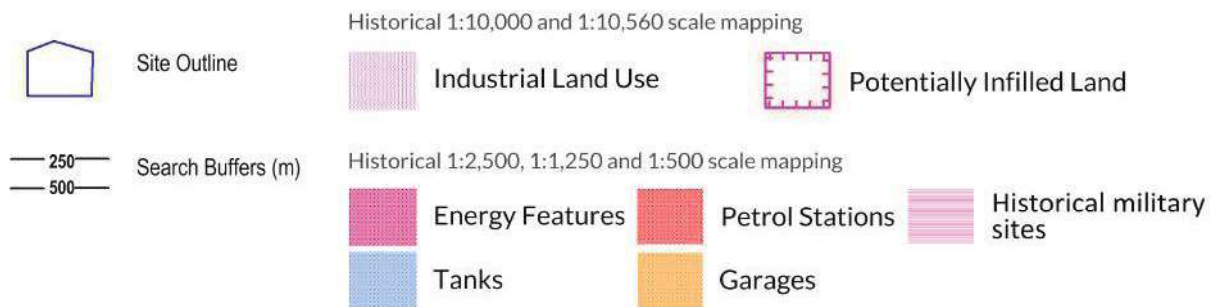 Historical 1:10,000 and 1:10,560 scale mapping
Site Outline
Industrial Land Use
Potentially Infilled Land
250
500
Search Buffers (m)
Historical 1:2,500, 1:1,250 and 1:500 scale mapping
Energy Features
Petrol Stations
Historical military
sites
Tanks
Garages